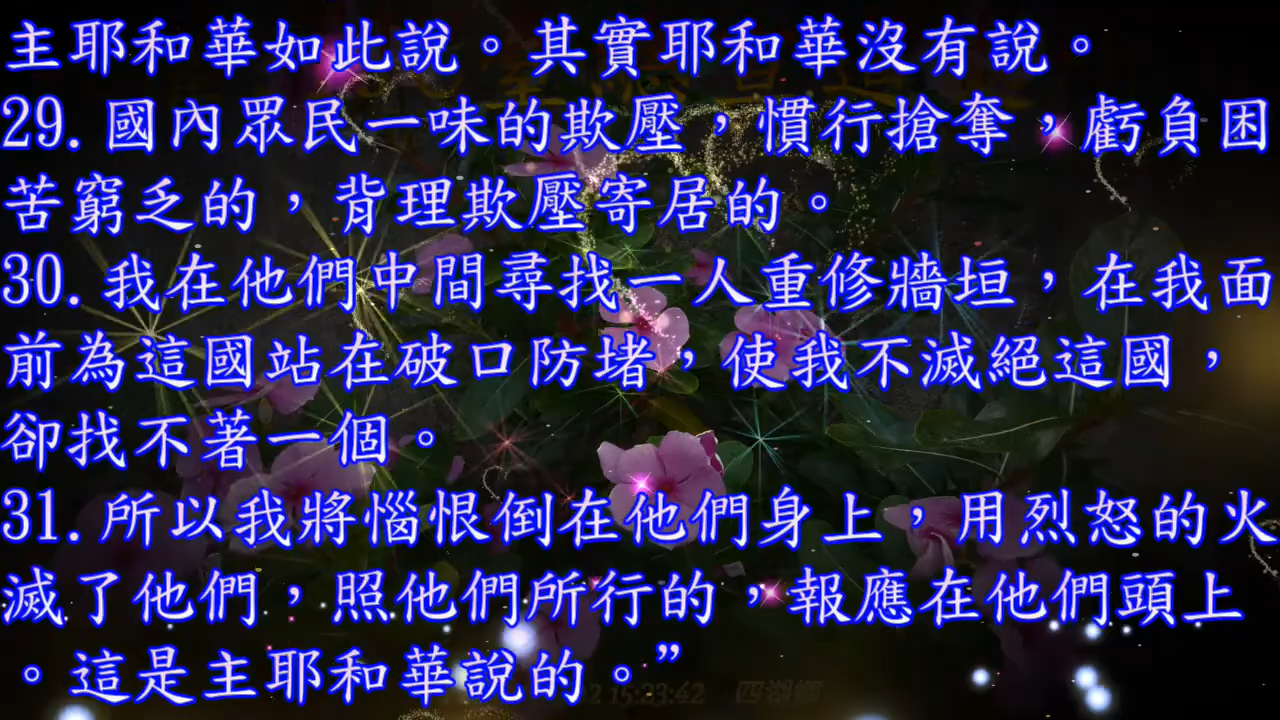 主耶和華如此說。其實耶和華沒有說。
29.國內眾民一味的欺壓，慣行搶奪，虧負困
苦窮乏的，背理欺壓寄居的。
30.我在他們中間尋找一人重修牆垣，在我面
前為這國站在破口防堵，使我不滅絕這國，
卻找不著一個。
31.所以我將惱恨倒在他們身上，用烈怒的火
滅了他們，照他們所行的，報應在他們頭上
。這是主耶和華說的。”
15:23:42